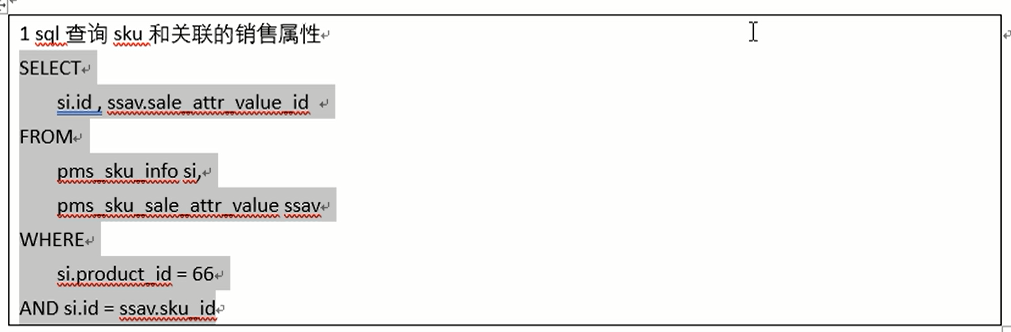 1 sql 查询 sku 和关联的销售属性
SELECT
si.id , ssav.sale_attr_value_id
FROM
pms_sku_info si,
pms_sku_sale_attr_value ssav
WHERE
si.product_id = 66
AND si.id = ssav.sku_id